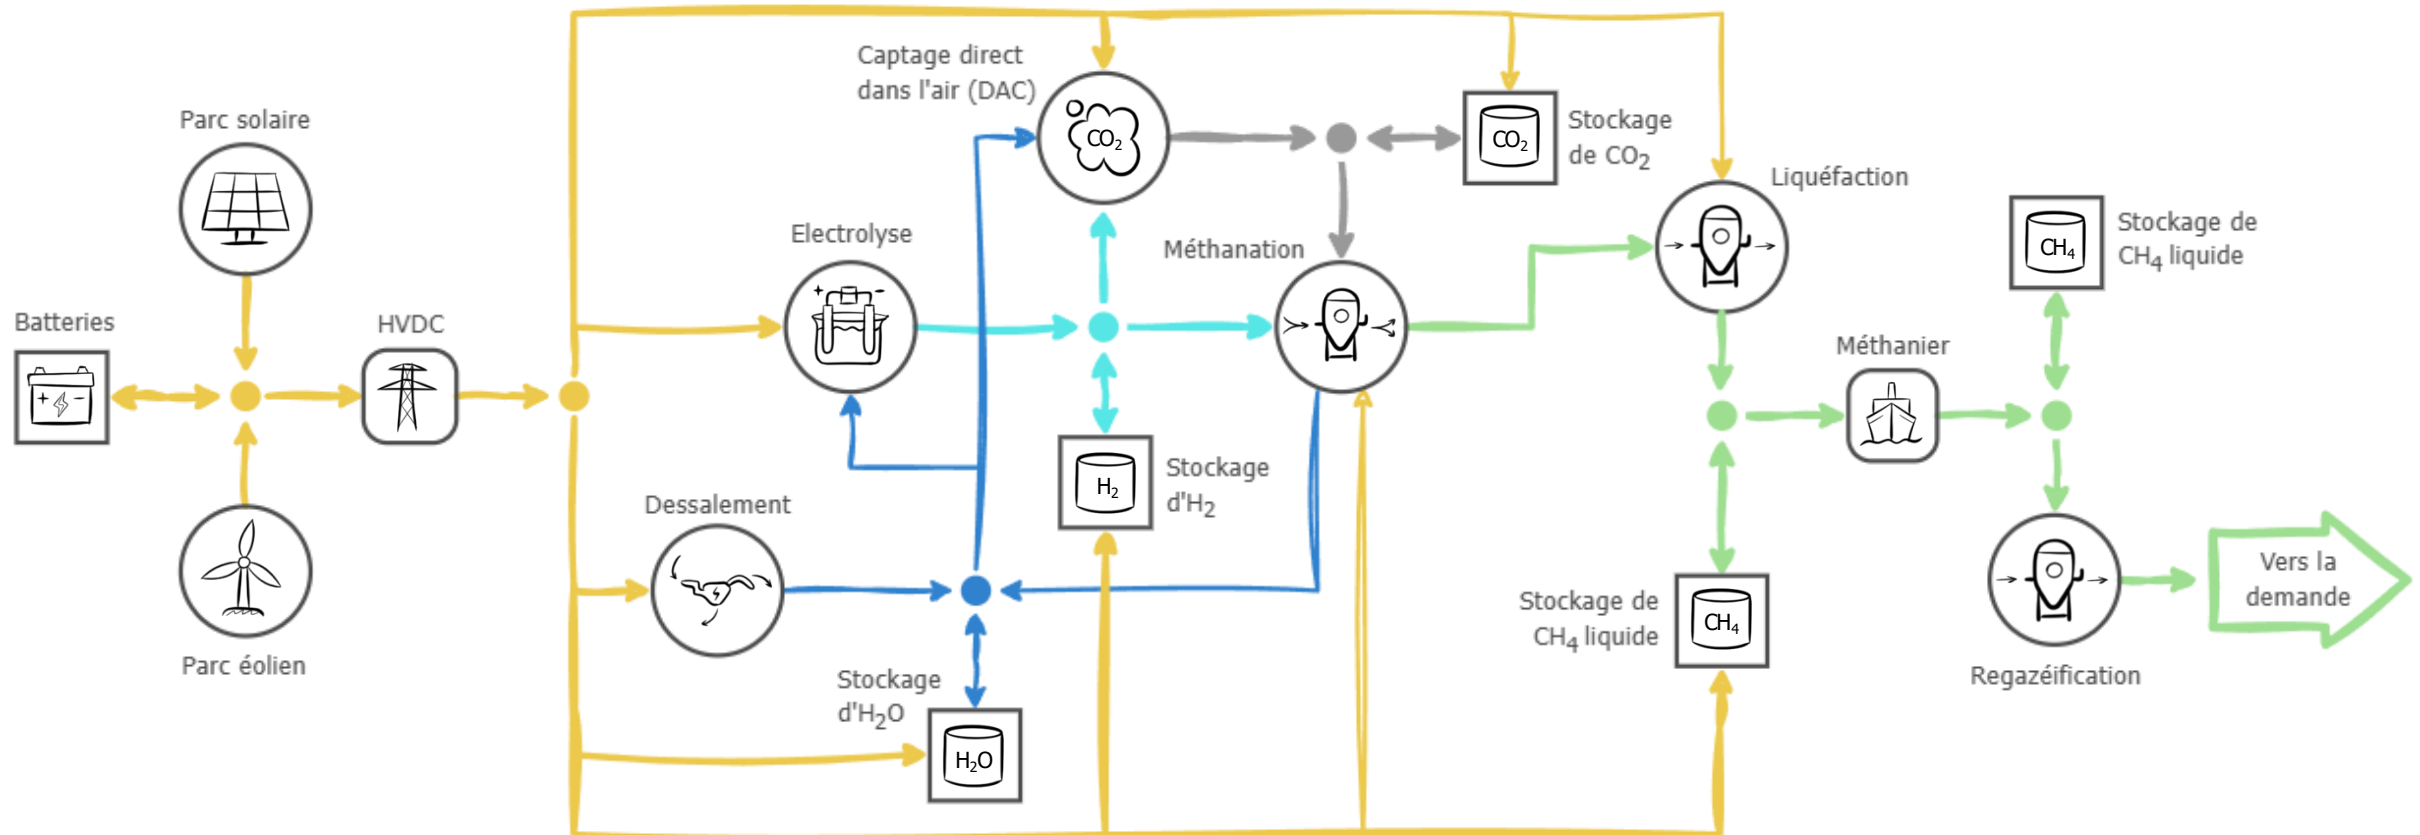 Captage direct
dans l'air (DAC)
CO2
CO2
Stockage
de CO2
Parc solaire
Liquéfaction
Electrolyse
Méthanation
CH4
Stockage de
CH4 liquide
Batteries
HVDC
Méthanier
Stockage
d'H2
H2
Dessalement
Vers la
demande
Stockage de
CH4 liquide
CH4
Parc éolien
Stockage
d'H2O
H2O
Regazéification